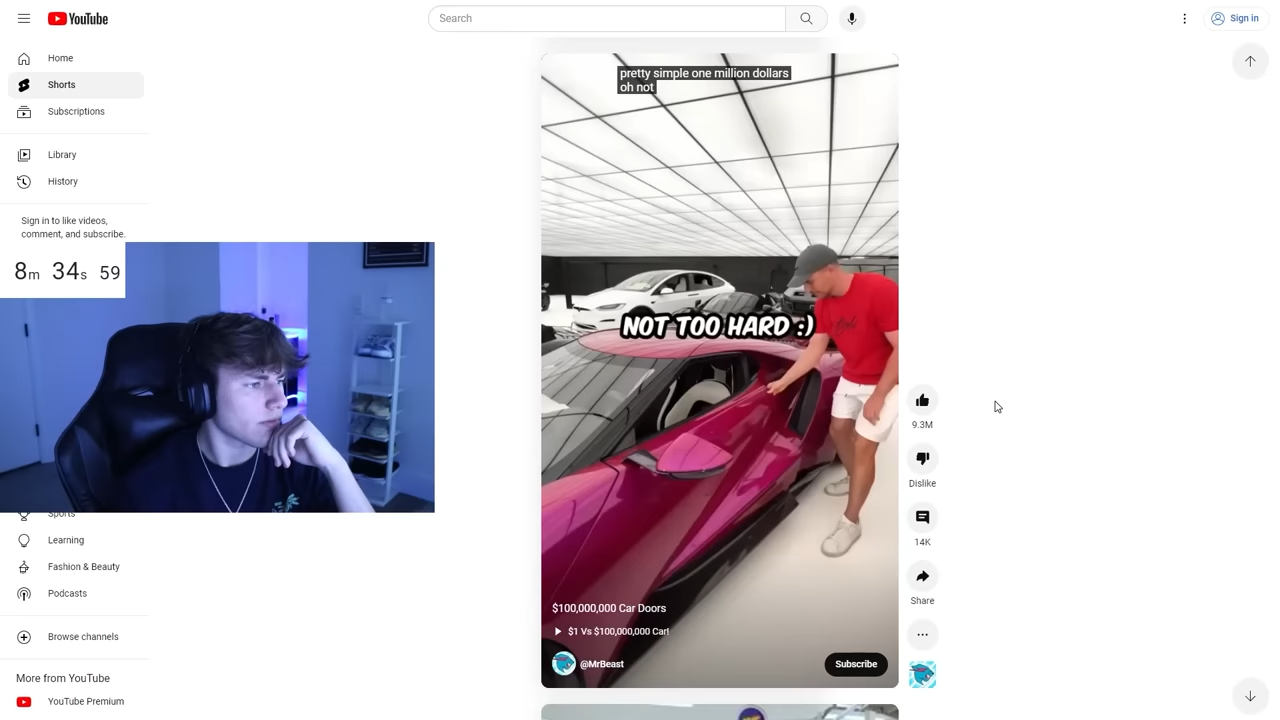 YouTube
Search
Sign in
Home
Shorts
Subscriptions
Library
History
Sign in to like videos,
comment, and subscribe.
8m 34s 59
Sports
Learning
Fashion & Beauty
Podcasts
Browse channels
More from YouTube
YouTube Premium
pretty simple one million dollars
oh not
NOT TOO HARD :)
$100,000,000 Car Doors
$1 Vs $100,000,000 Car!
@MrBeast
Subscribe
9.3M
Dislike
14K
Share